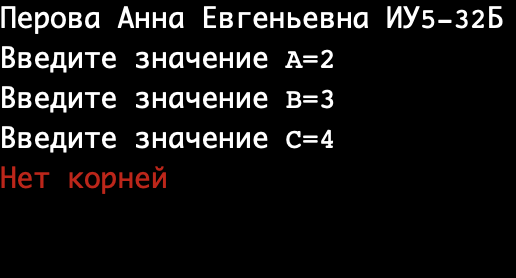 Перова Анна Евгеньевна ИУ5-32Б
Введите значение A=2
Введите значение B=3
Введите значение C=4
Нет корней